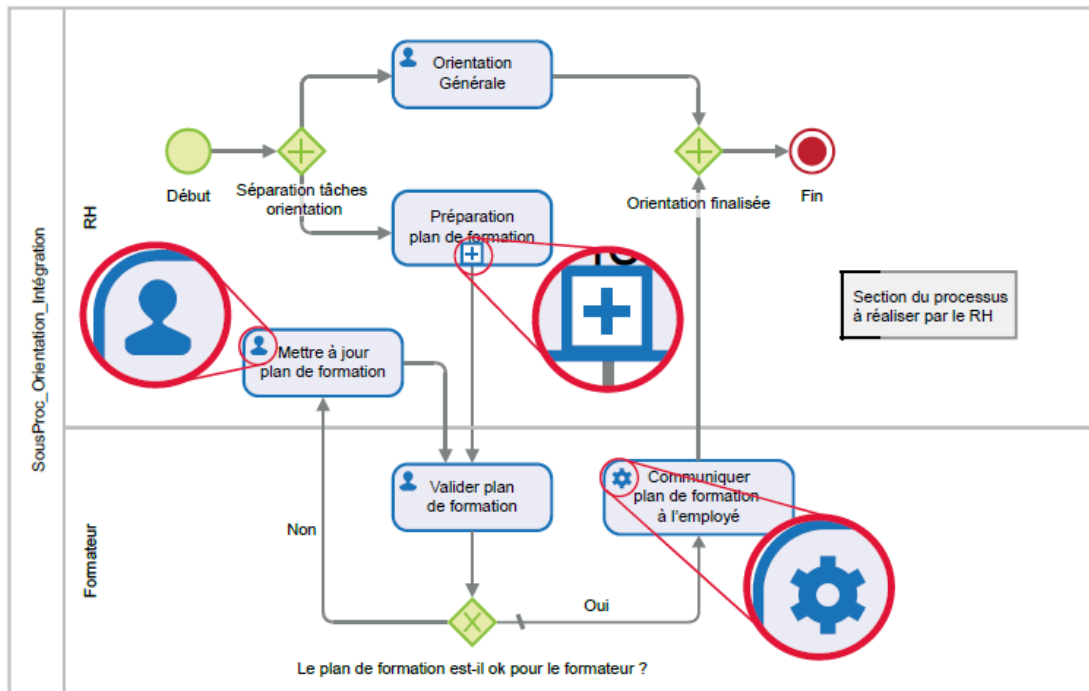 SousProc_Orientation_Intégration
RH
Orientation
Générale
Début
Séparation tâches
orientation
Orientation finalisée
Fin
Préparation
plan de formation
Section du processus
à réaliser par le RH
Mettre à jour
plan de formation
Formateur
Valider plan
de formation
Communiquer
plan de formation
à l'employé
Non
Oui
Le plan de formation est-il ok pour le formateur ?